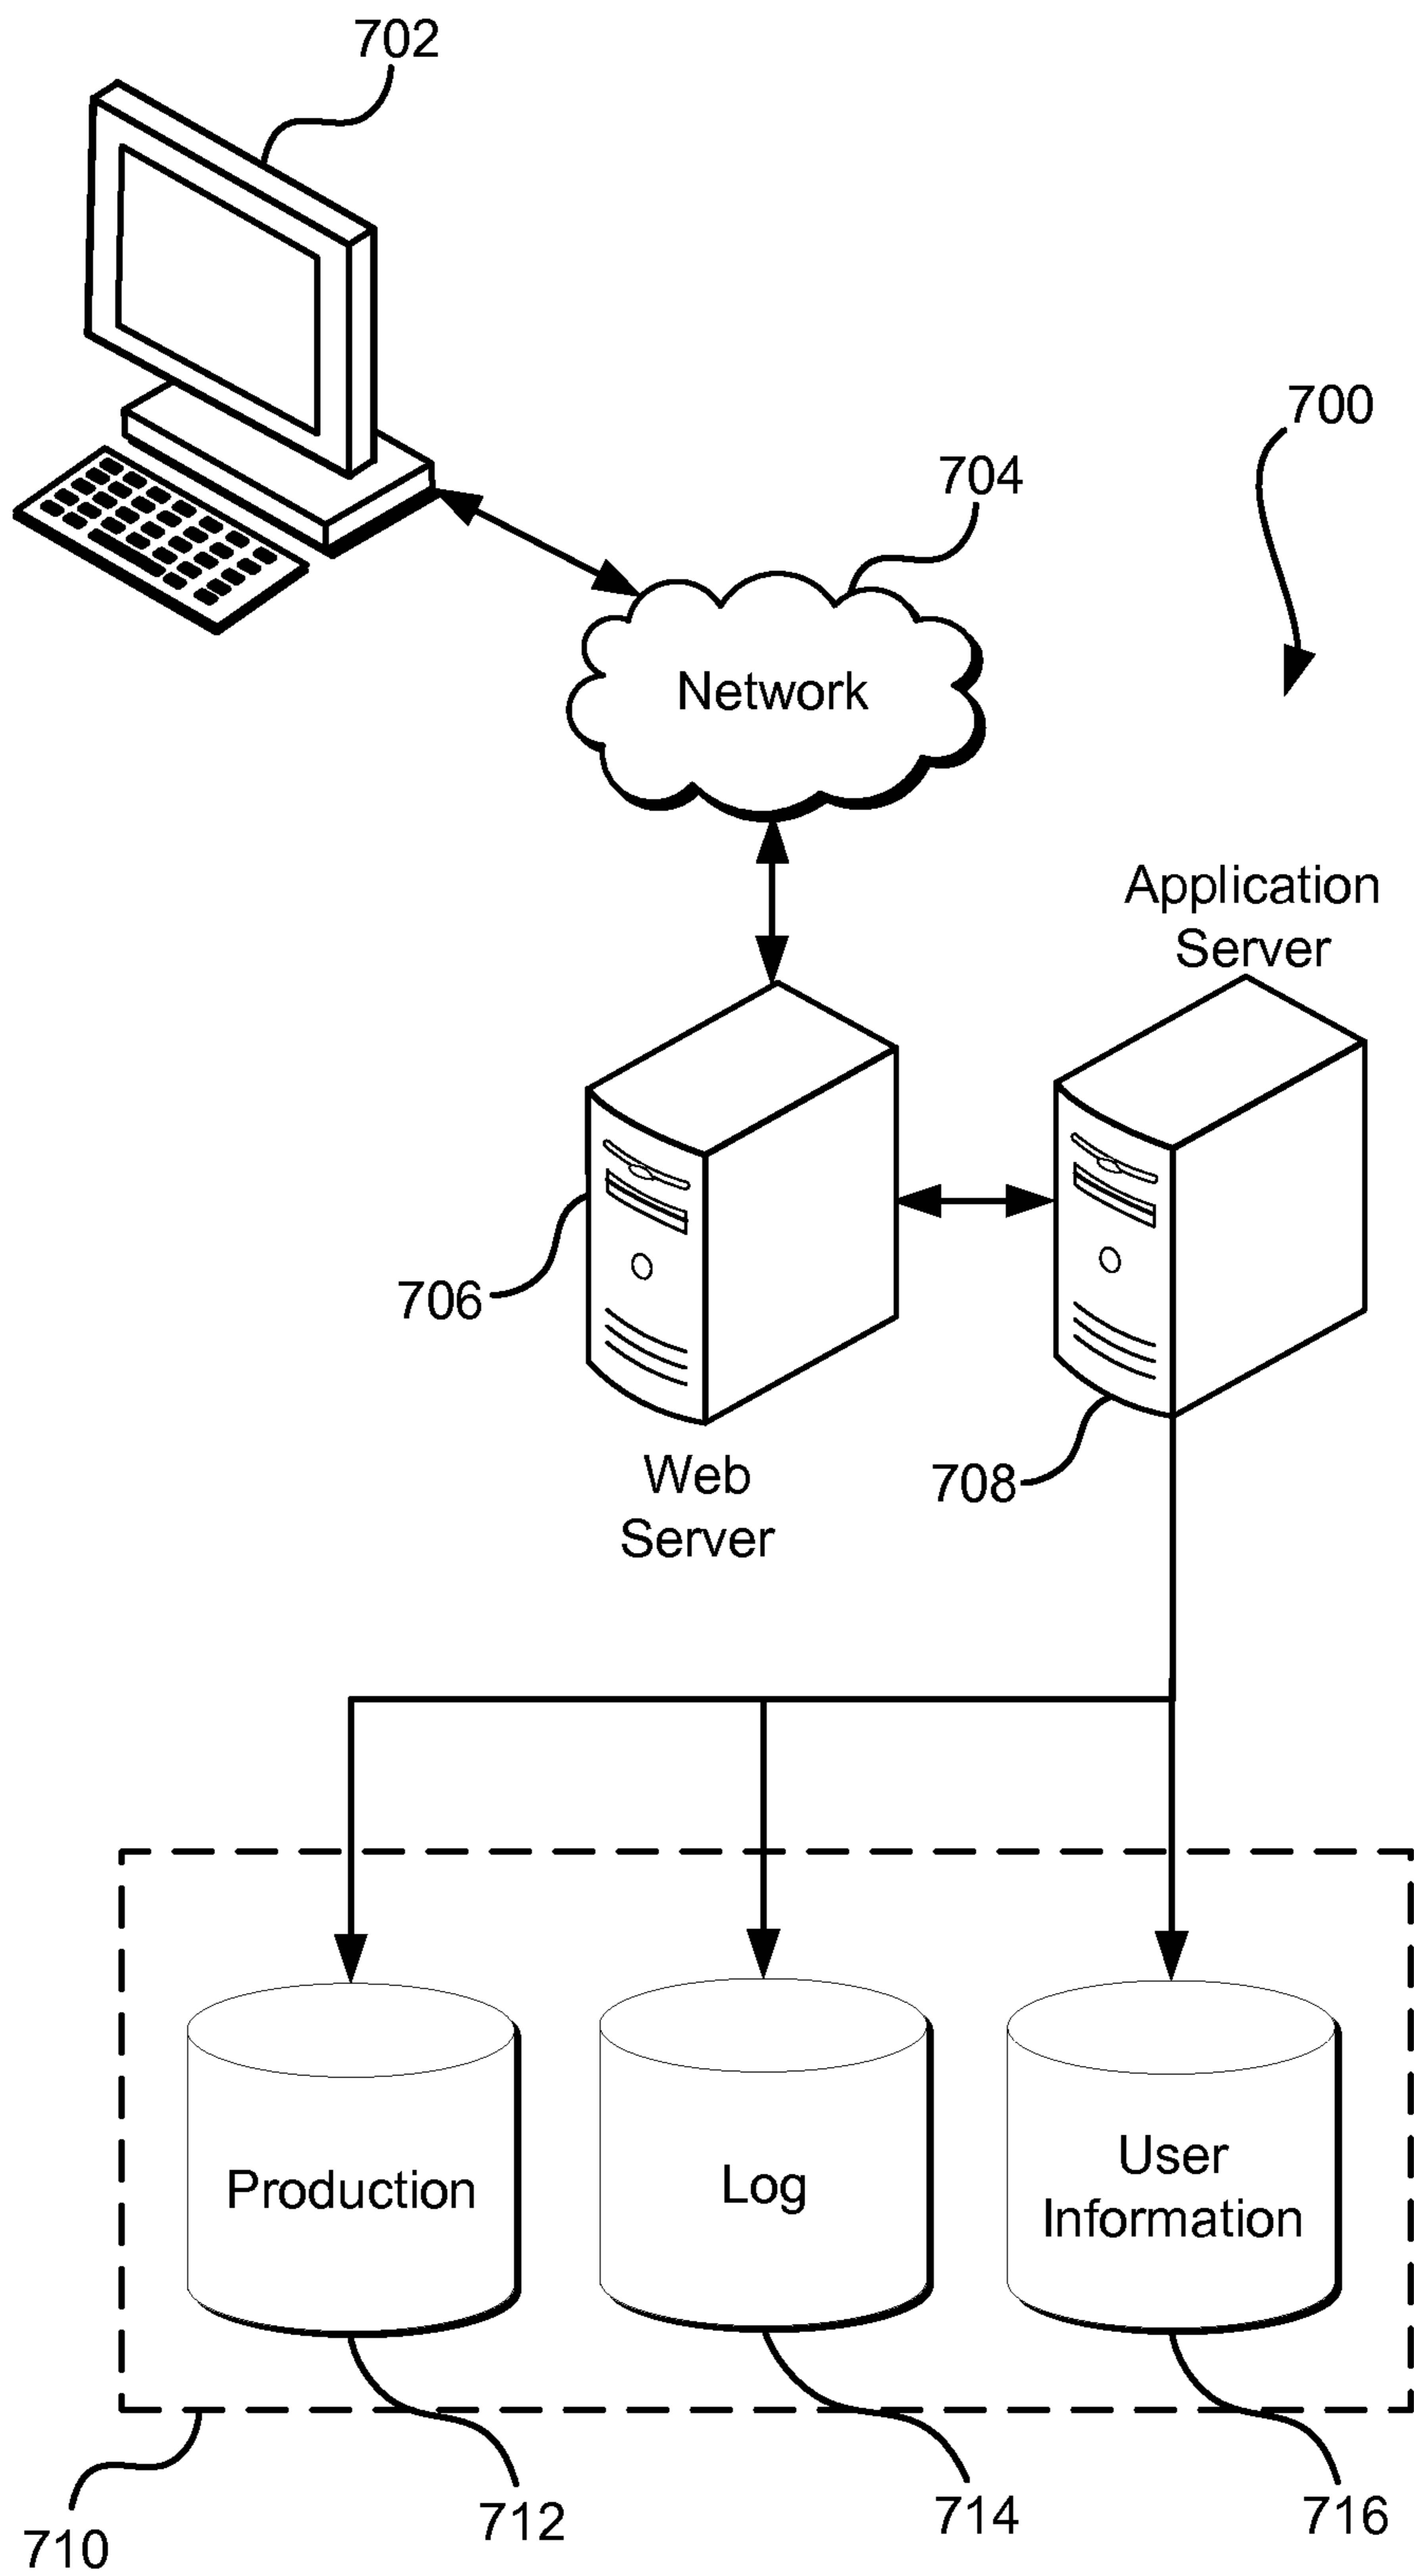 702
700
704
Network
Application
Server
706
Web
Server
708
Production
Log
User
Information
710
712
714
716